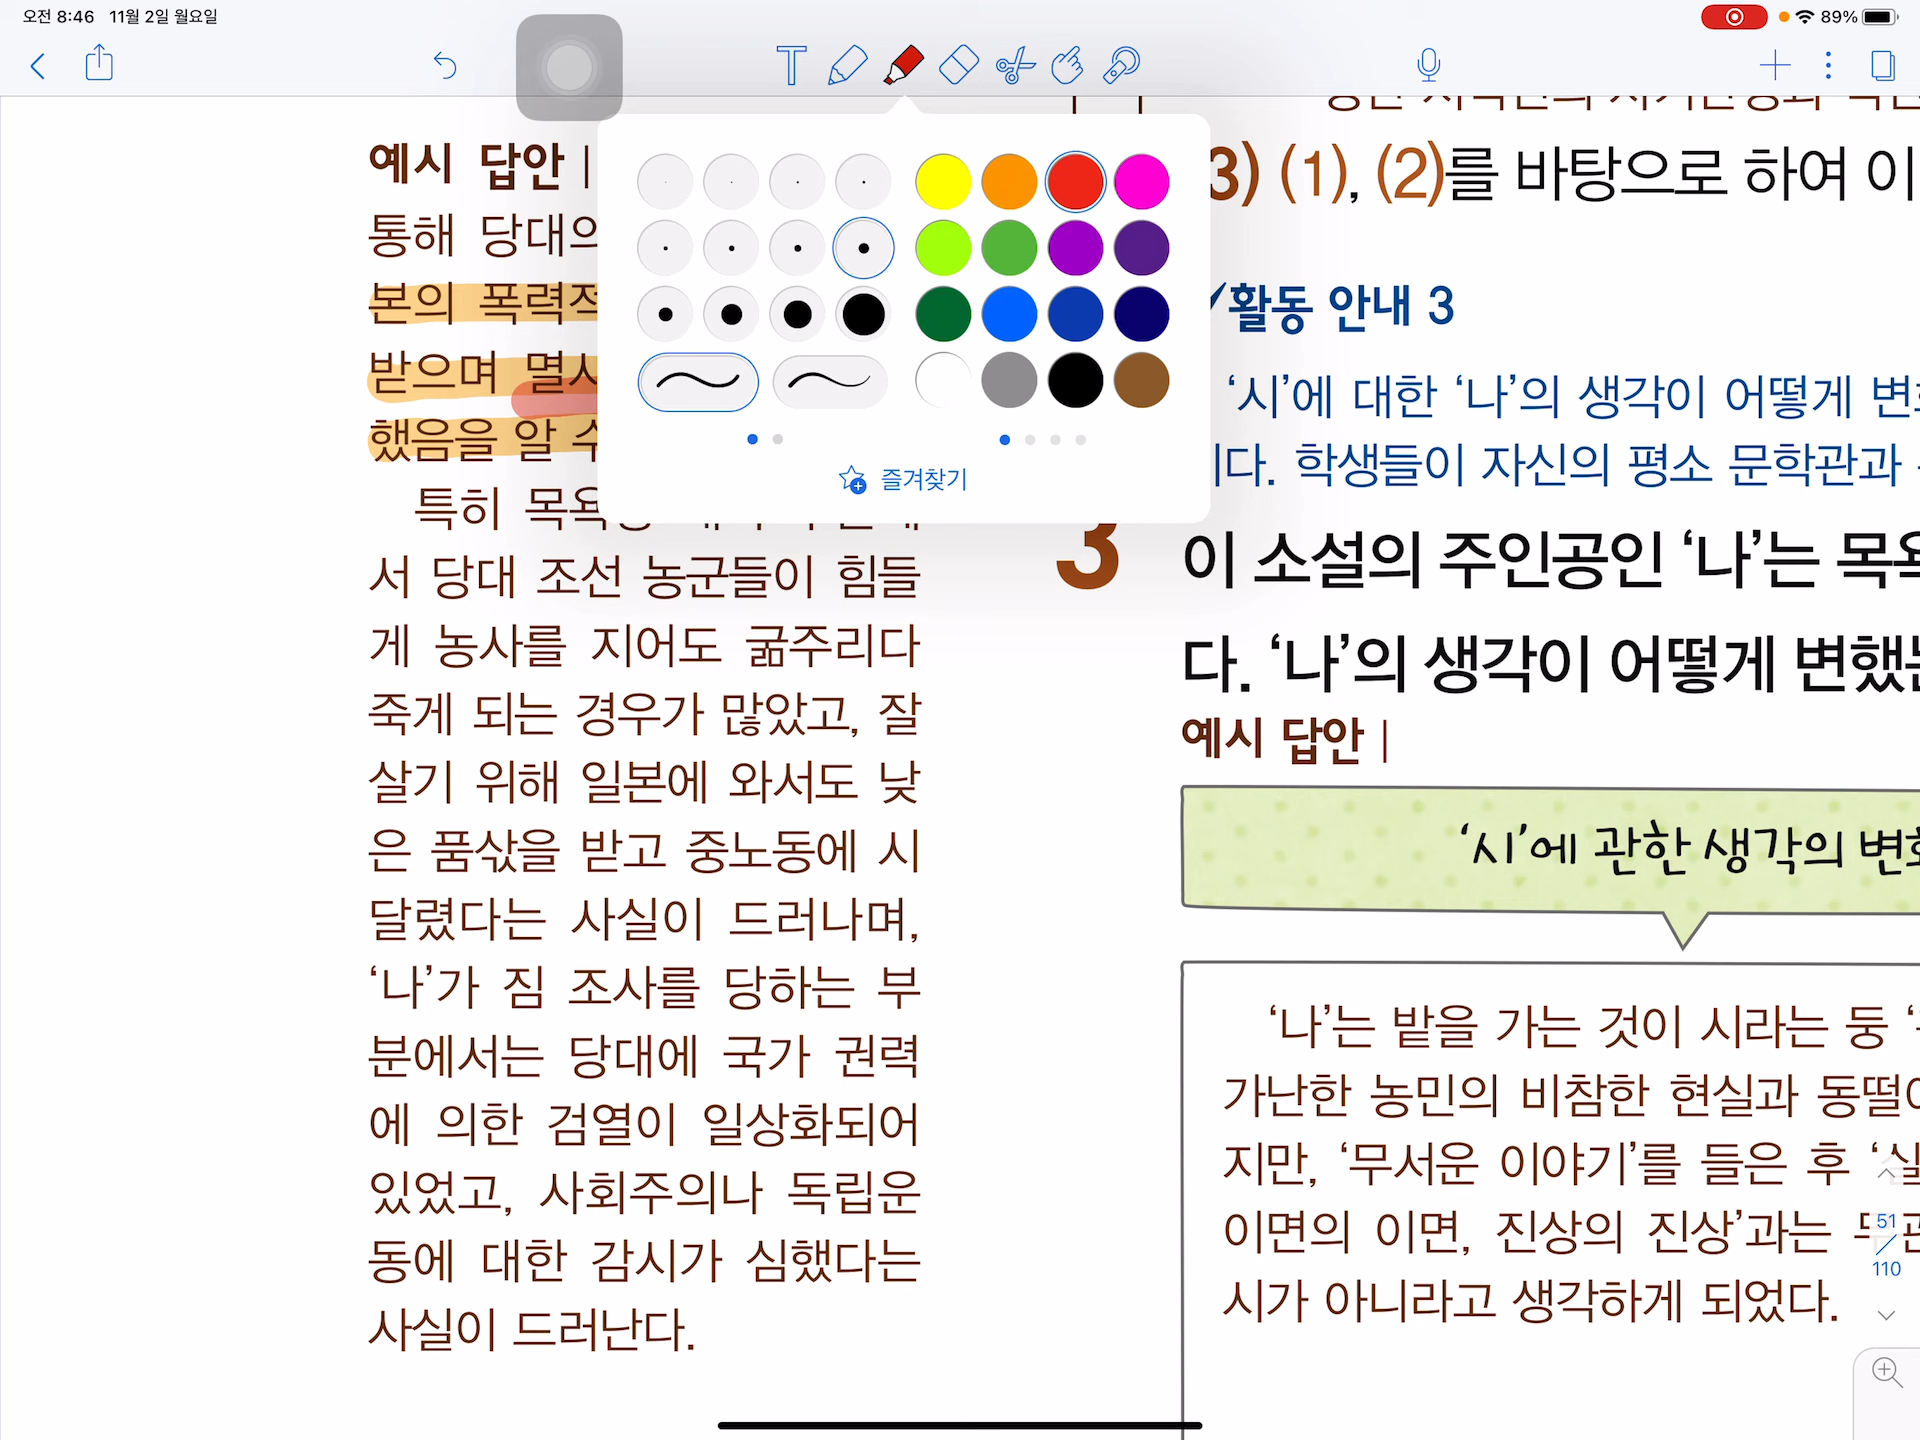 오전 8:46 11월 2일 월요일
89%
예시 답안 |
통해 당대의
본의 폭력적
받으며 멸시
했음을 알 수
특히 목욕
서 당대 조선 농군들이 힘들
게 농사를 지어도 굶주리다
죽게 되는 경우가 많았고, 잘
살기 위해 일본에 와서도 낮
은 품삯을 받고 중노동에 시
달렸다는 사실이 드러나며,
‘나’가 짐 조사를 당하는 부
분에서는 당대에 국가 권력
에 의한 검열이 일상화되어
있었고, 사회주의나 독립운
동에 대한 감시가 심했다는
사실이 드러난다.
즐겨찾기
3) (1), (2)를 바탕으로 하여 이
✓활동 안내 3
‘시’에 대한 ‘나’의 생각이 어떻게 변
다. 학생들이 자신의 평소 문학관과
3 이 소설의 주인공인 ‘나’는 목욕
다. ‘나’의 생각이 어떻게 변했는
예시 답안 |
‘시’에 관한 생각의 변화
‘나’는 밭을 가는 것이 시라는 둥
가난한 농민의 비참한 현실과 동떨어
지만, ‘무서운 이야기’를 들은 후 ‘실
이면의 이면, 진상의 진상’과는
시가 아니라고 생각하게 되었다.
51
110